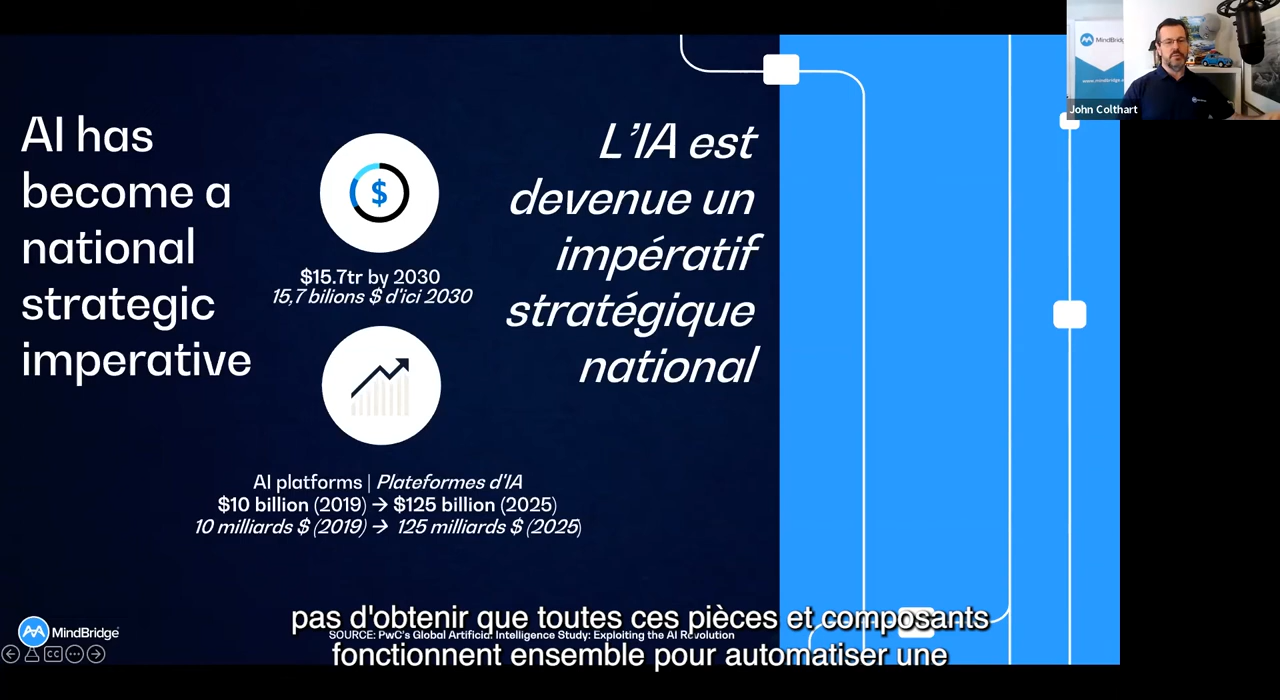 AI has
become a
national
strategic
imperative
$
$15.7tr by 2030
15,7 bilions $ d'ici 2030
L'IA est
devenue un
impératif
stratégique
national
AI platforms | Plateformes d'IA
$10 billion (2019) → $125 billion (2025)
10 milliards $ (2019) → 125 milliards $ (2025)
MindBridge
SOURCE: PwC's Global Artificial Intelligence Study: Exploiting the AI Revolution
CC
pas d'obtenir que toutes ces pièces et composants
fonctionnent ensemble pour automatiser une
John Colthart